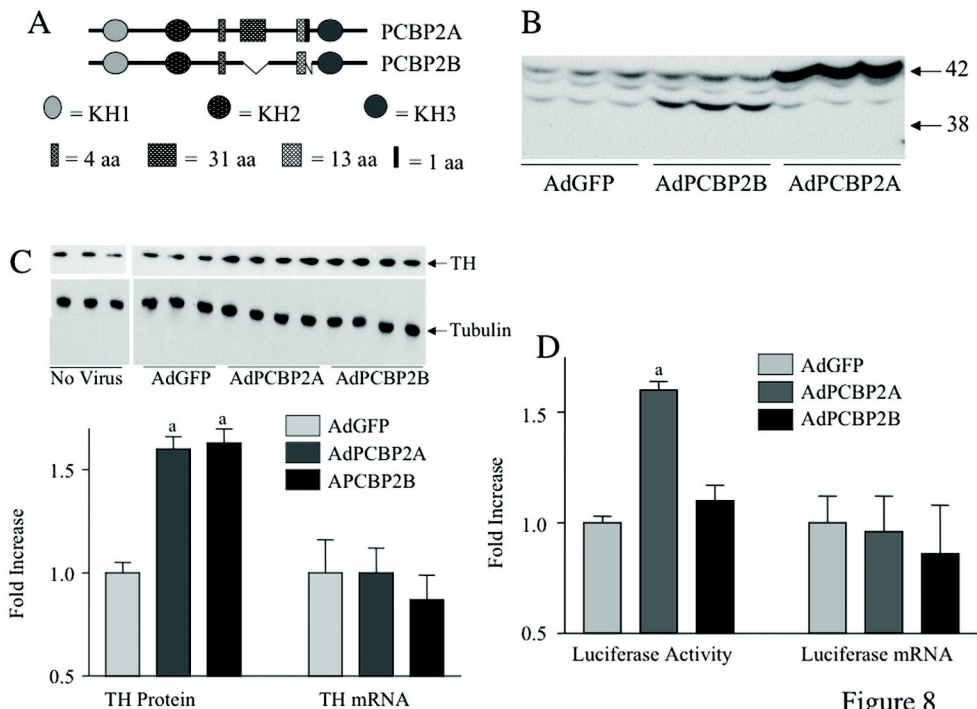 A
PCBP2A
PCBP2B
= KH1 = KH2 = KH3
= 4 aa = 31 aa = 13 aa = 1 aa
B
42
38
AdGFP AdPCBP2B AdPCBP2A
C
TH
Tubulin
No Virus AdGFP AdPCBP2A AdPCBP2B
AdGFP
AdPCBP2A
APCBP2B
a a
Fold Increase
1.5
1.0
0.5
TH Protein TH mRNA
D
AdGFP
AdPCBP2A
AdPCBP2B
a
Fold Increase
1.5
1.0
0.5
Luciferase Activity Luciferase mRNA
Figure 8